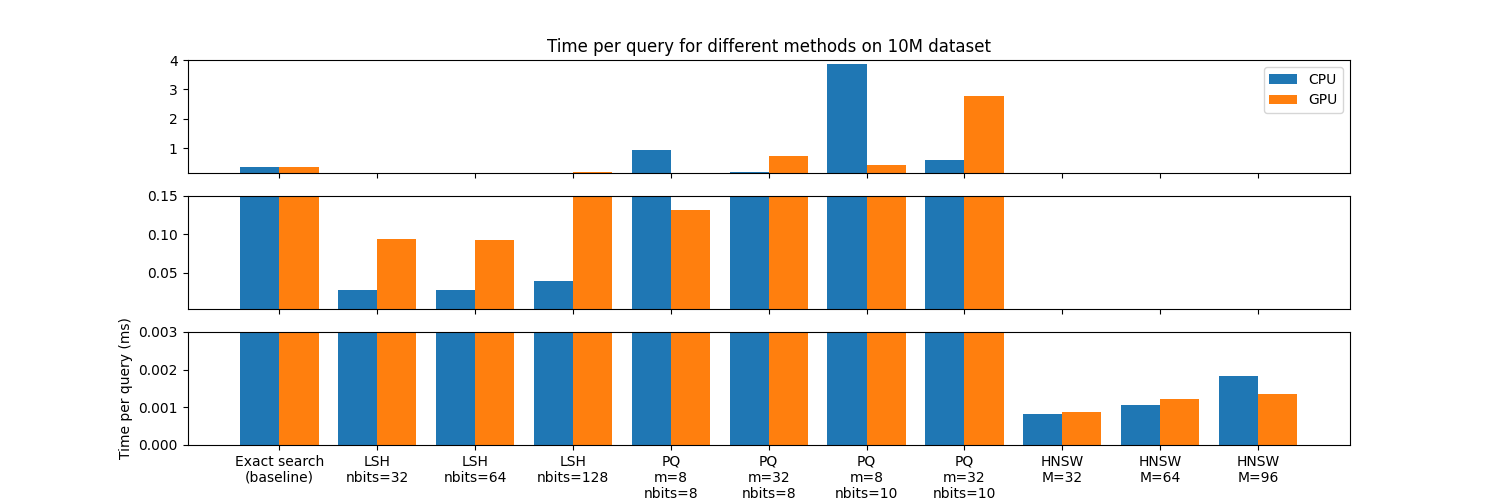 Time per query for different methods on 10M dataset
4
3
2
1
CPU
GPU
0.15
0.10
0.05
Time per query (ms)
0.003
0.002
0.001
0.000
Exact search
(baseline)
LSH
nbits=32
LSH
nbits=64
LSH
nbits=128
PQ
m=8
nbits=8
PQ
m=32
nbits=8
PQ
m=8
nbits=10
PQ
m=32
nbits=10
HNSW
M=32
HNSW
M=64
HNSW
M=96